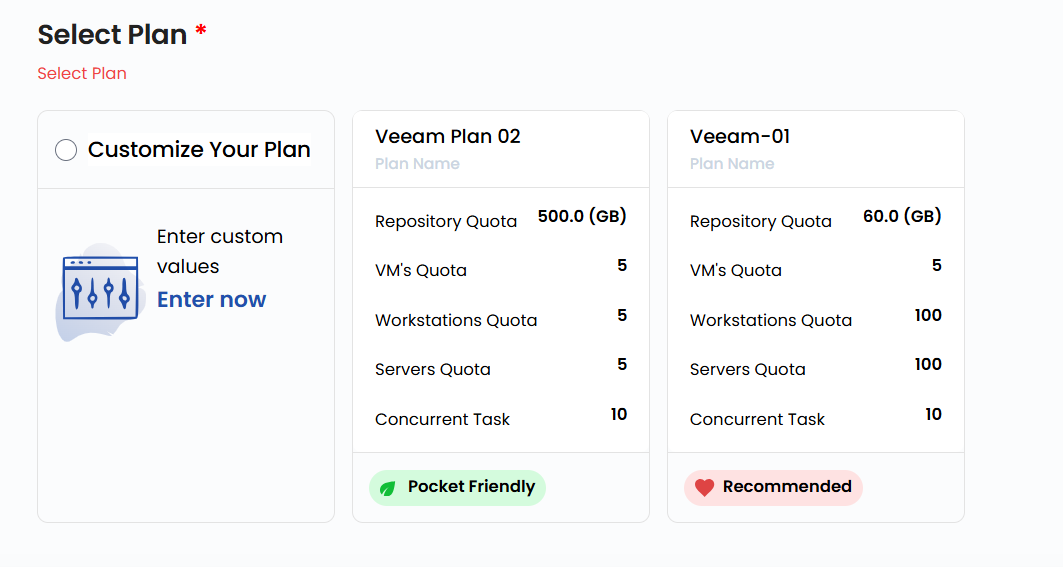 Select Plan *
Select Plan
Customize Your Plan
Enter custom
values
Enter now
Veeam Plan 02
Plan Name
Repository Quota 500.0 (GB)
VM's Quota 5
Workstations Quota 5
Servers Quota 5
Concurrent Task 10
Pocket Friendly
Veeam-01
Plan Name
Repository Quota 60.0 (GB)
VM's Quota 5
Workstations Quota 100
Servers Quota 100
Concurrent Task 10
Recommended